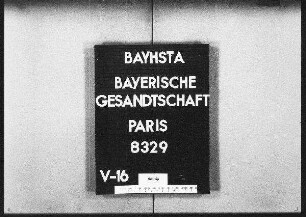 BAYHSTA
BAYERISCHE
GESANDTSCHAFT
PARIS
8329
V-16